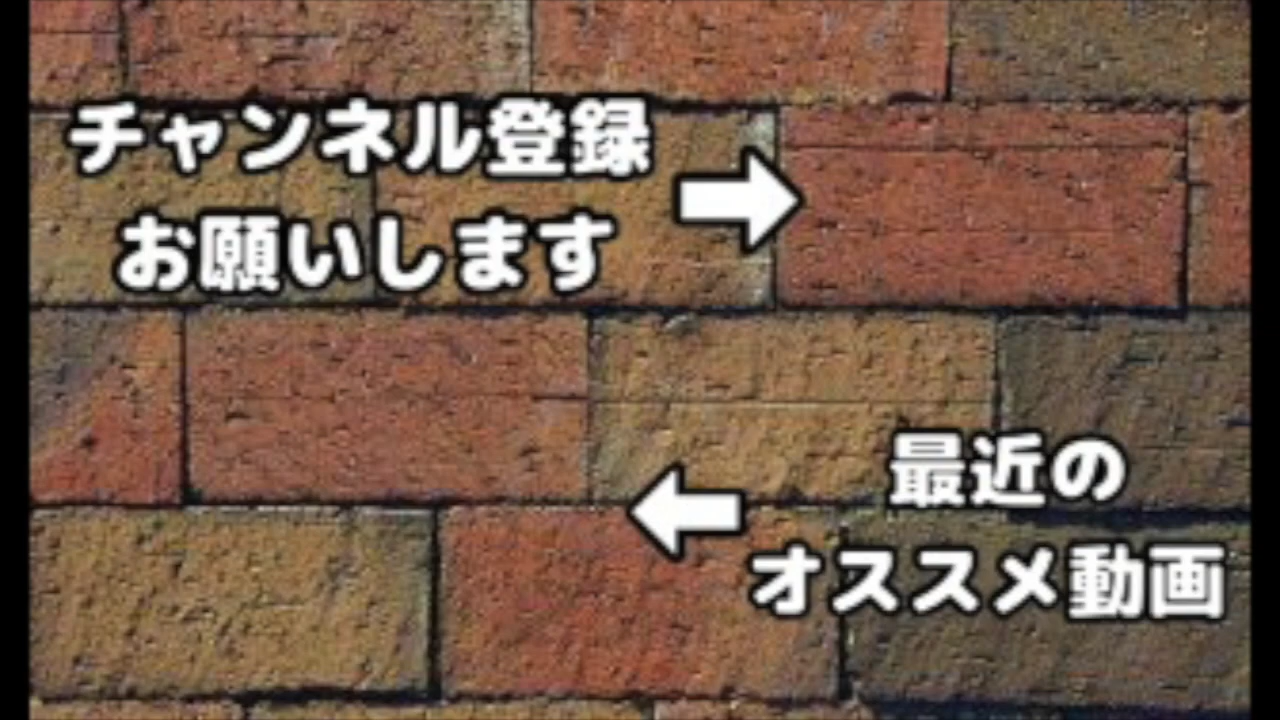 チャンネル登録
お願いします
最近の
オススメ動画